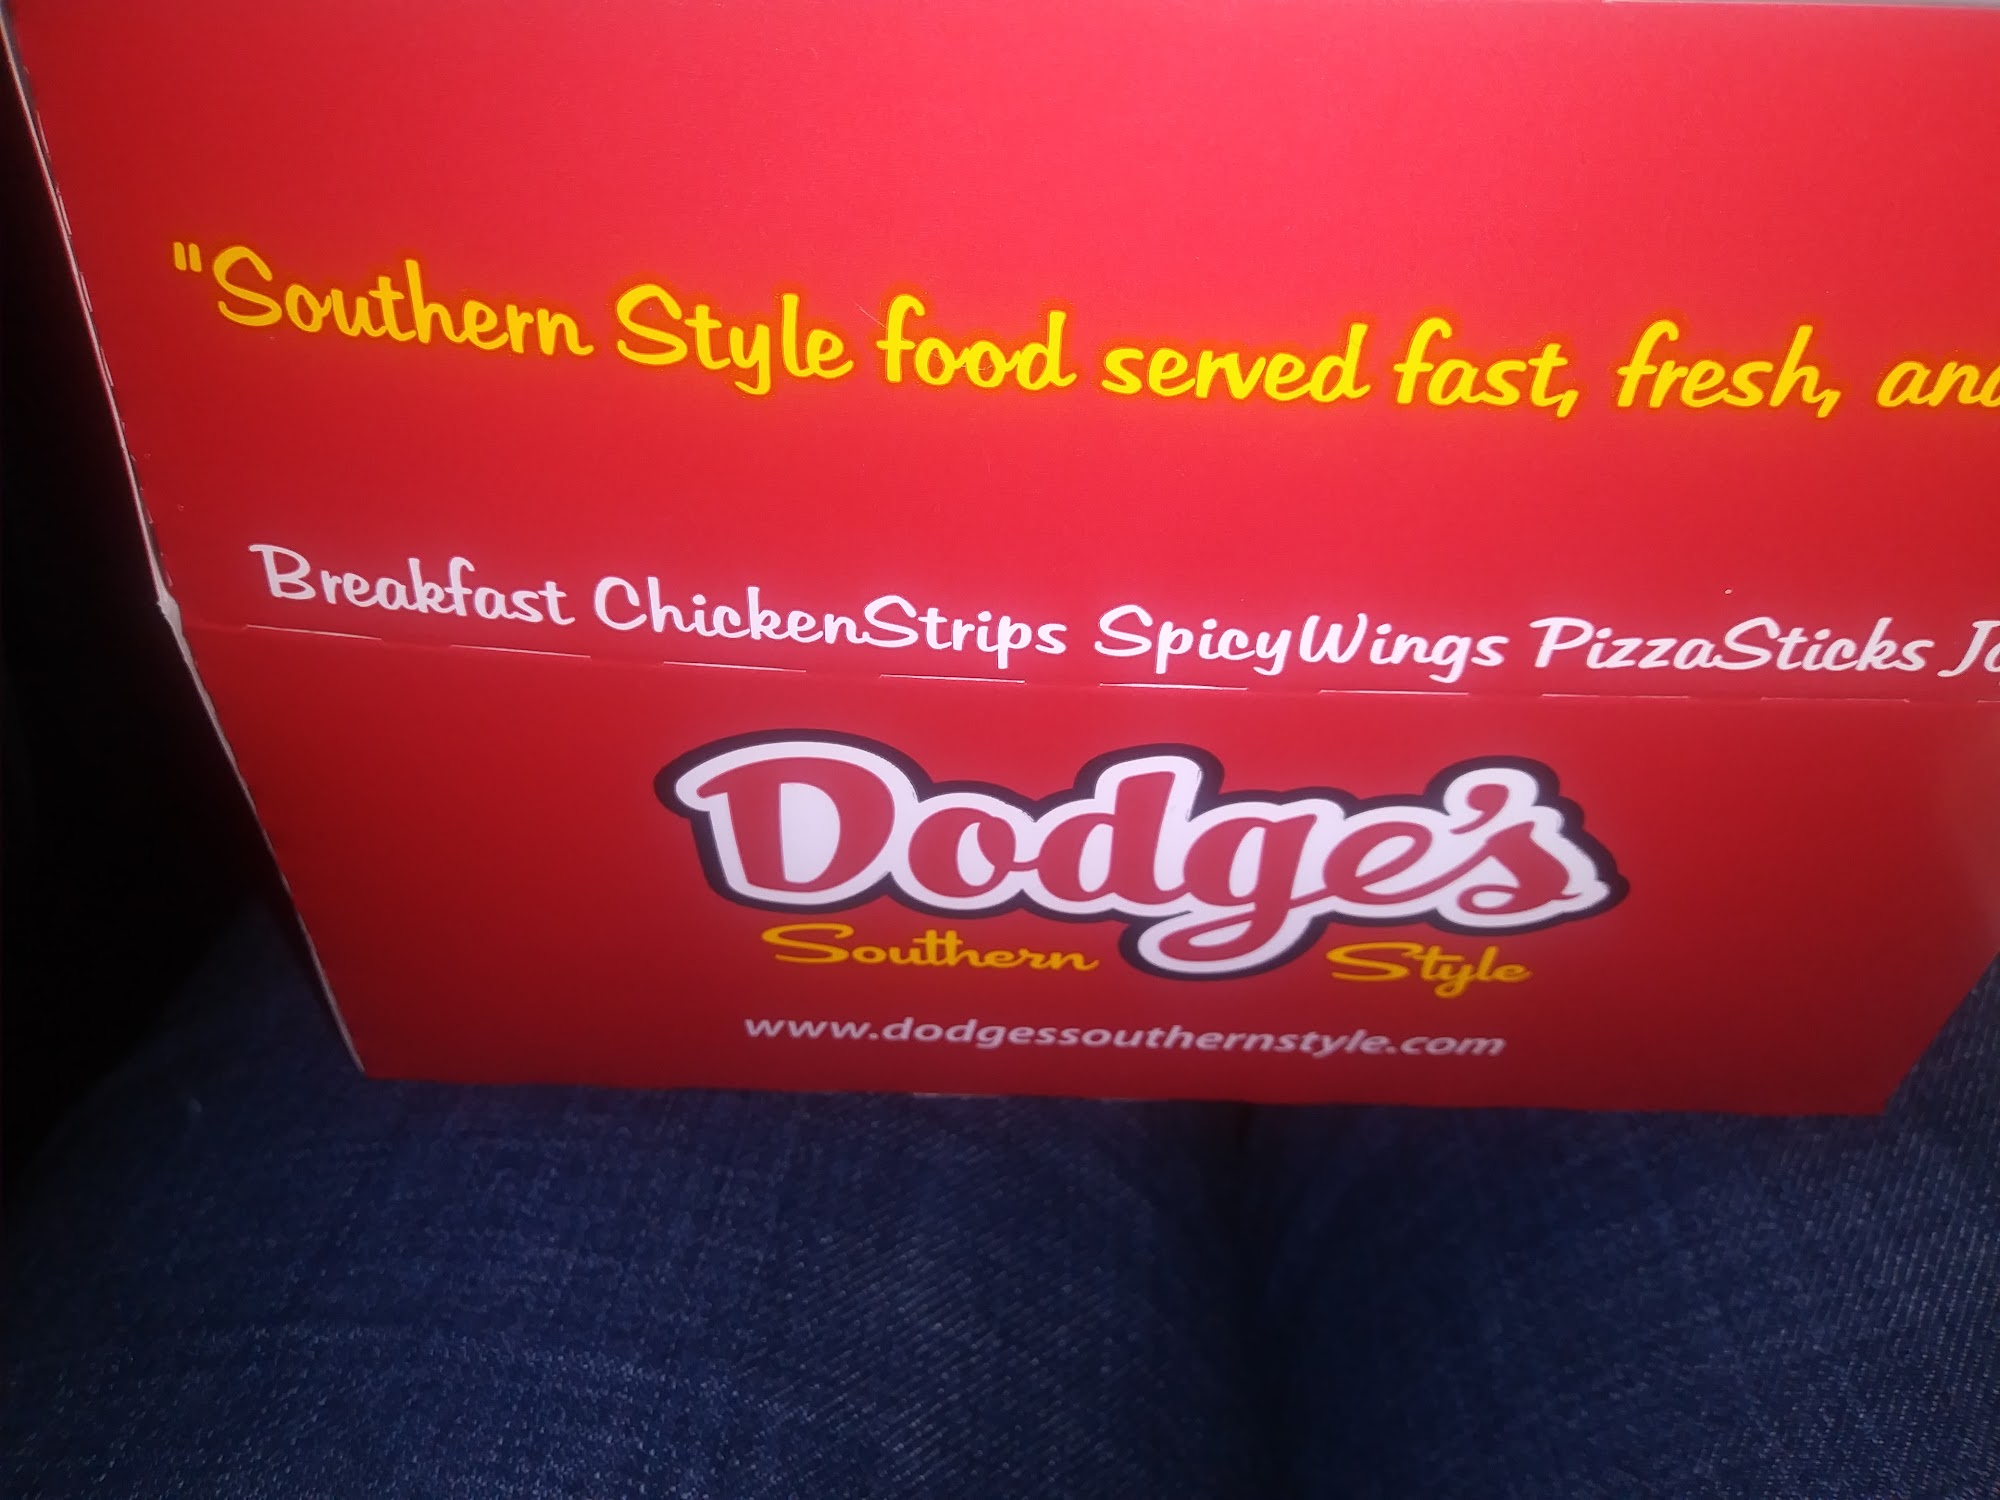 "Southern Style food served fast, fresh, and
Breakfast ChickenStrips SpicyWings PizzaSticks
Dodge's
Southern Style
www.dodgessouthernstyle.com